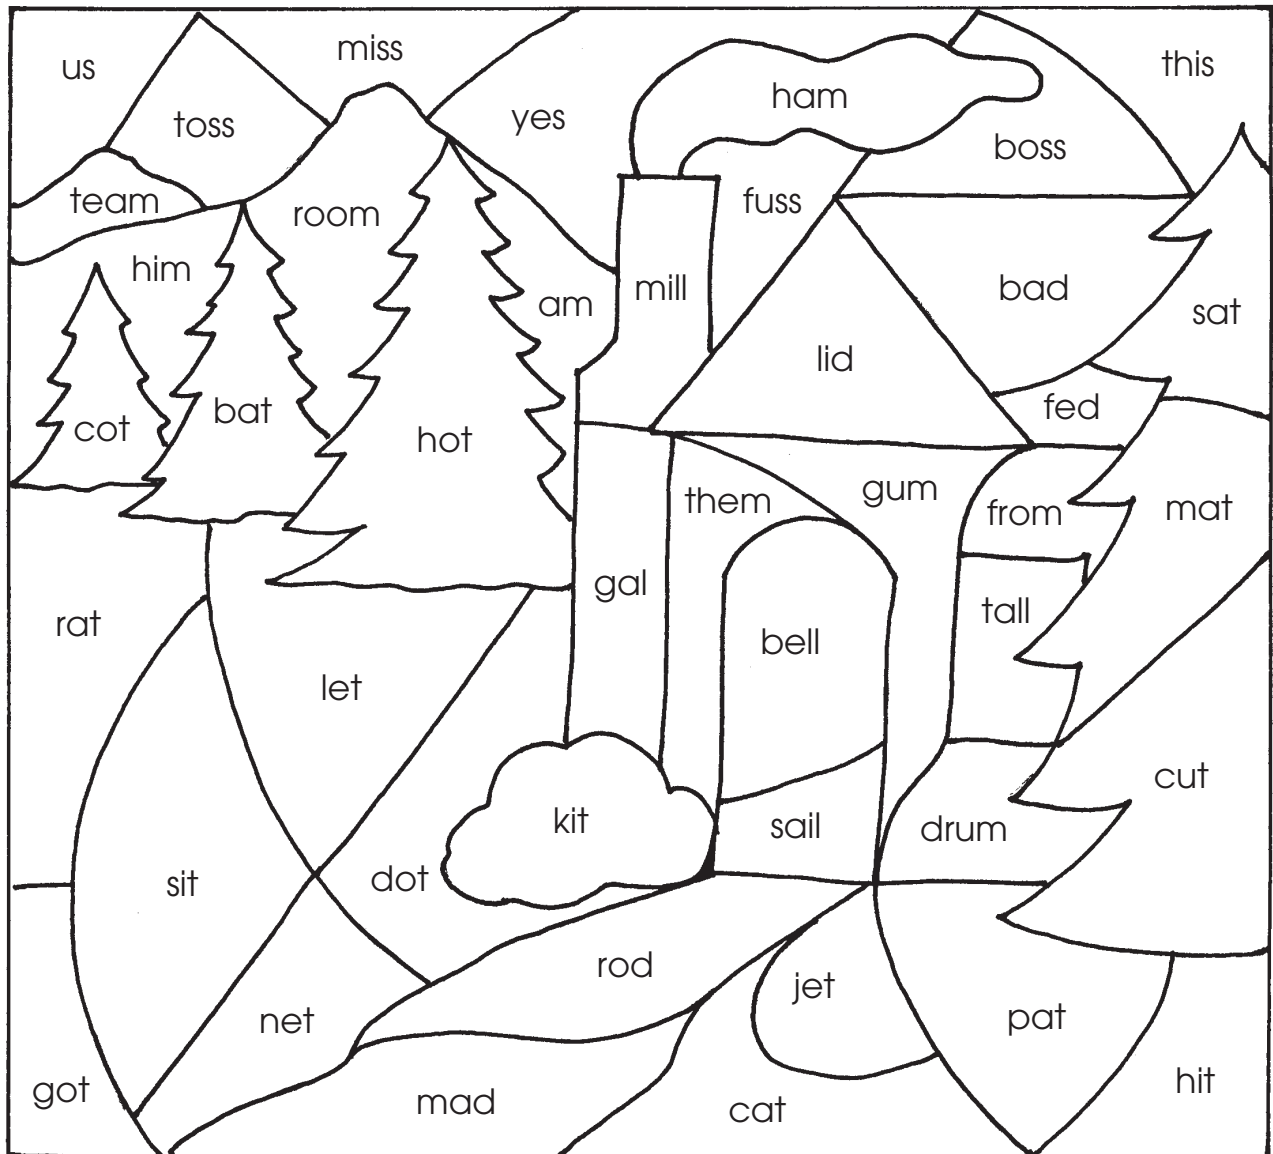 us
miss
this
toss
yes
ham
boss
team
room
hot
fuss
him
am
mill
bad
sat
lid
cot
bat
hot
fed
them
gum
from
mat
gal
tall
rat
bell
let
kit
sail
drum
cut
sit
dot
rod
jet
net
pat
got
mad
cat
hit